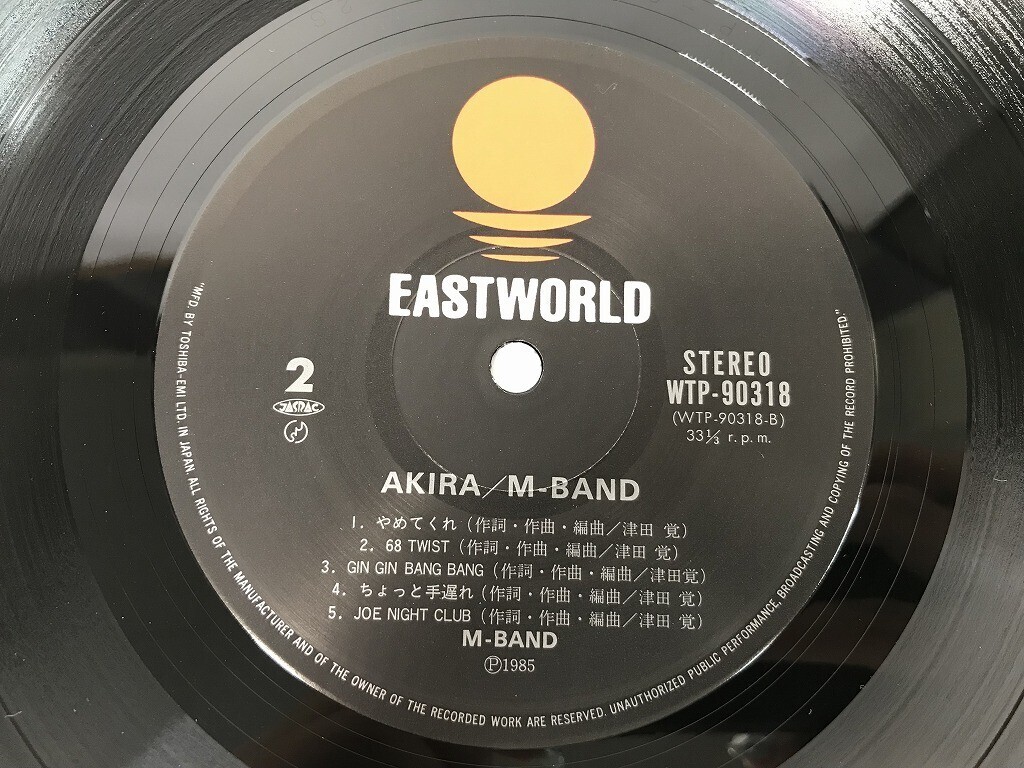 EASTWORLD
2
JASRAC
STEREO
WTP-90318
(WTP-90318-B)
33⅓ r.p.m.
AKIRA/M-BAND
1. やめてくれ (作詞・作曲・編曲/津田 覚)
2. 68 TWIST (作詞・作曲・編曲/津田 覚)
3. GIN GIN BANG BANG (作詞・作曲・編曲/津田覚)
4. ちょっと手遅れ (作詞・作曲・編曲/津田 覚)
5. JOE NIGHT CLUB (作詞・作曲・編曲/津田 覚)
M-BAND
Ⓟ1985
"MFD. BY TOSHIBA-EMI LTD. IN JAPAN ALL RIGHTS OF THE MANUFACTURER AND OF THE OWNER OF THE RECORDED WORK ARE RESERVED. UNAUTHORIZED PUBLIC PERFORMANCE, BROADCASTING AND COPYING OF THE RECORD PROHIBITED."